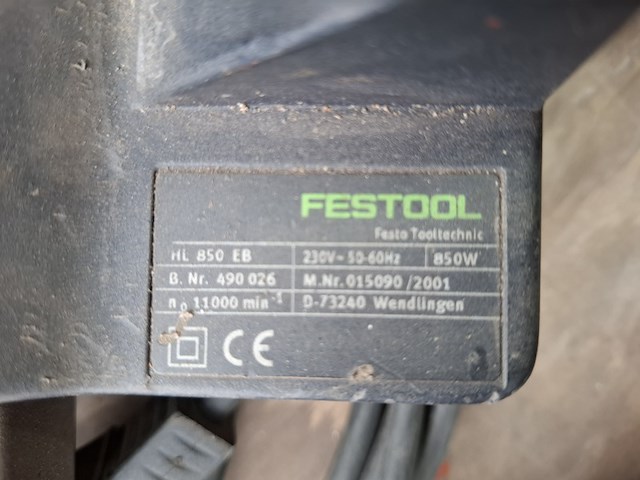 FESTOOL
Festo Tooltechnic
HL 850 EB 230V~ 50-60Hz 850W
B. Nr. 490 026 M.Nr. 015090 /2001
n₀ 11000 min⁻¹ D-73240 Wendlingen
CE